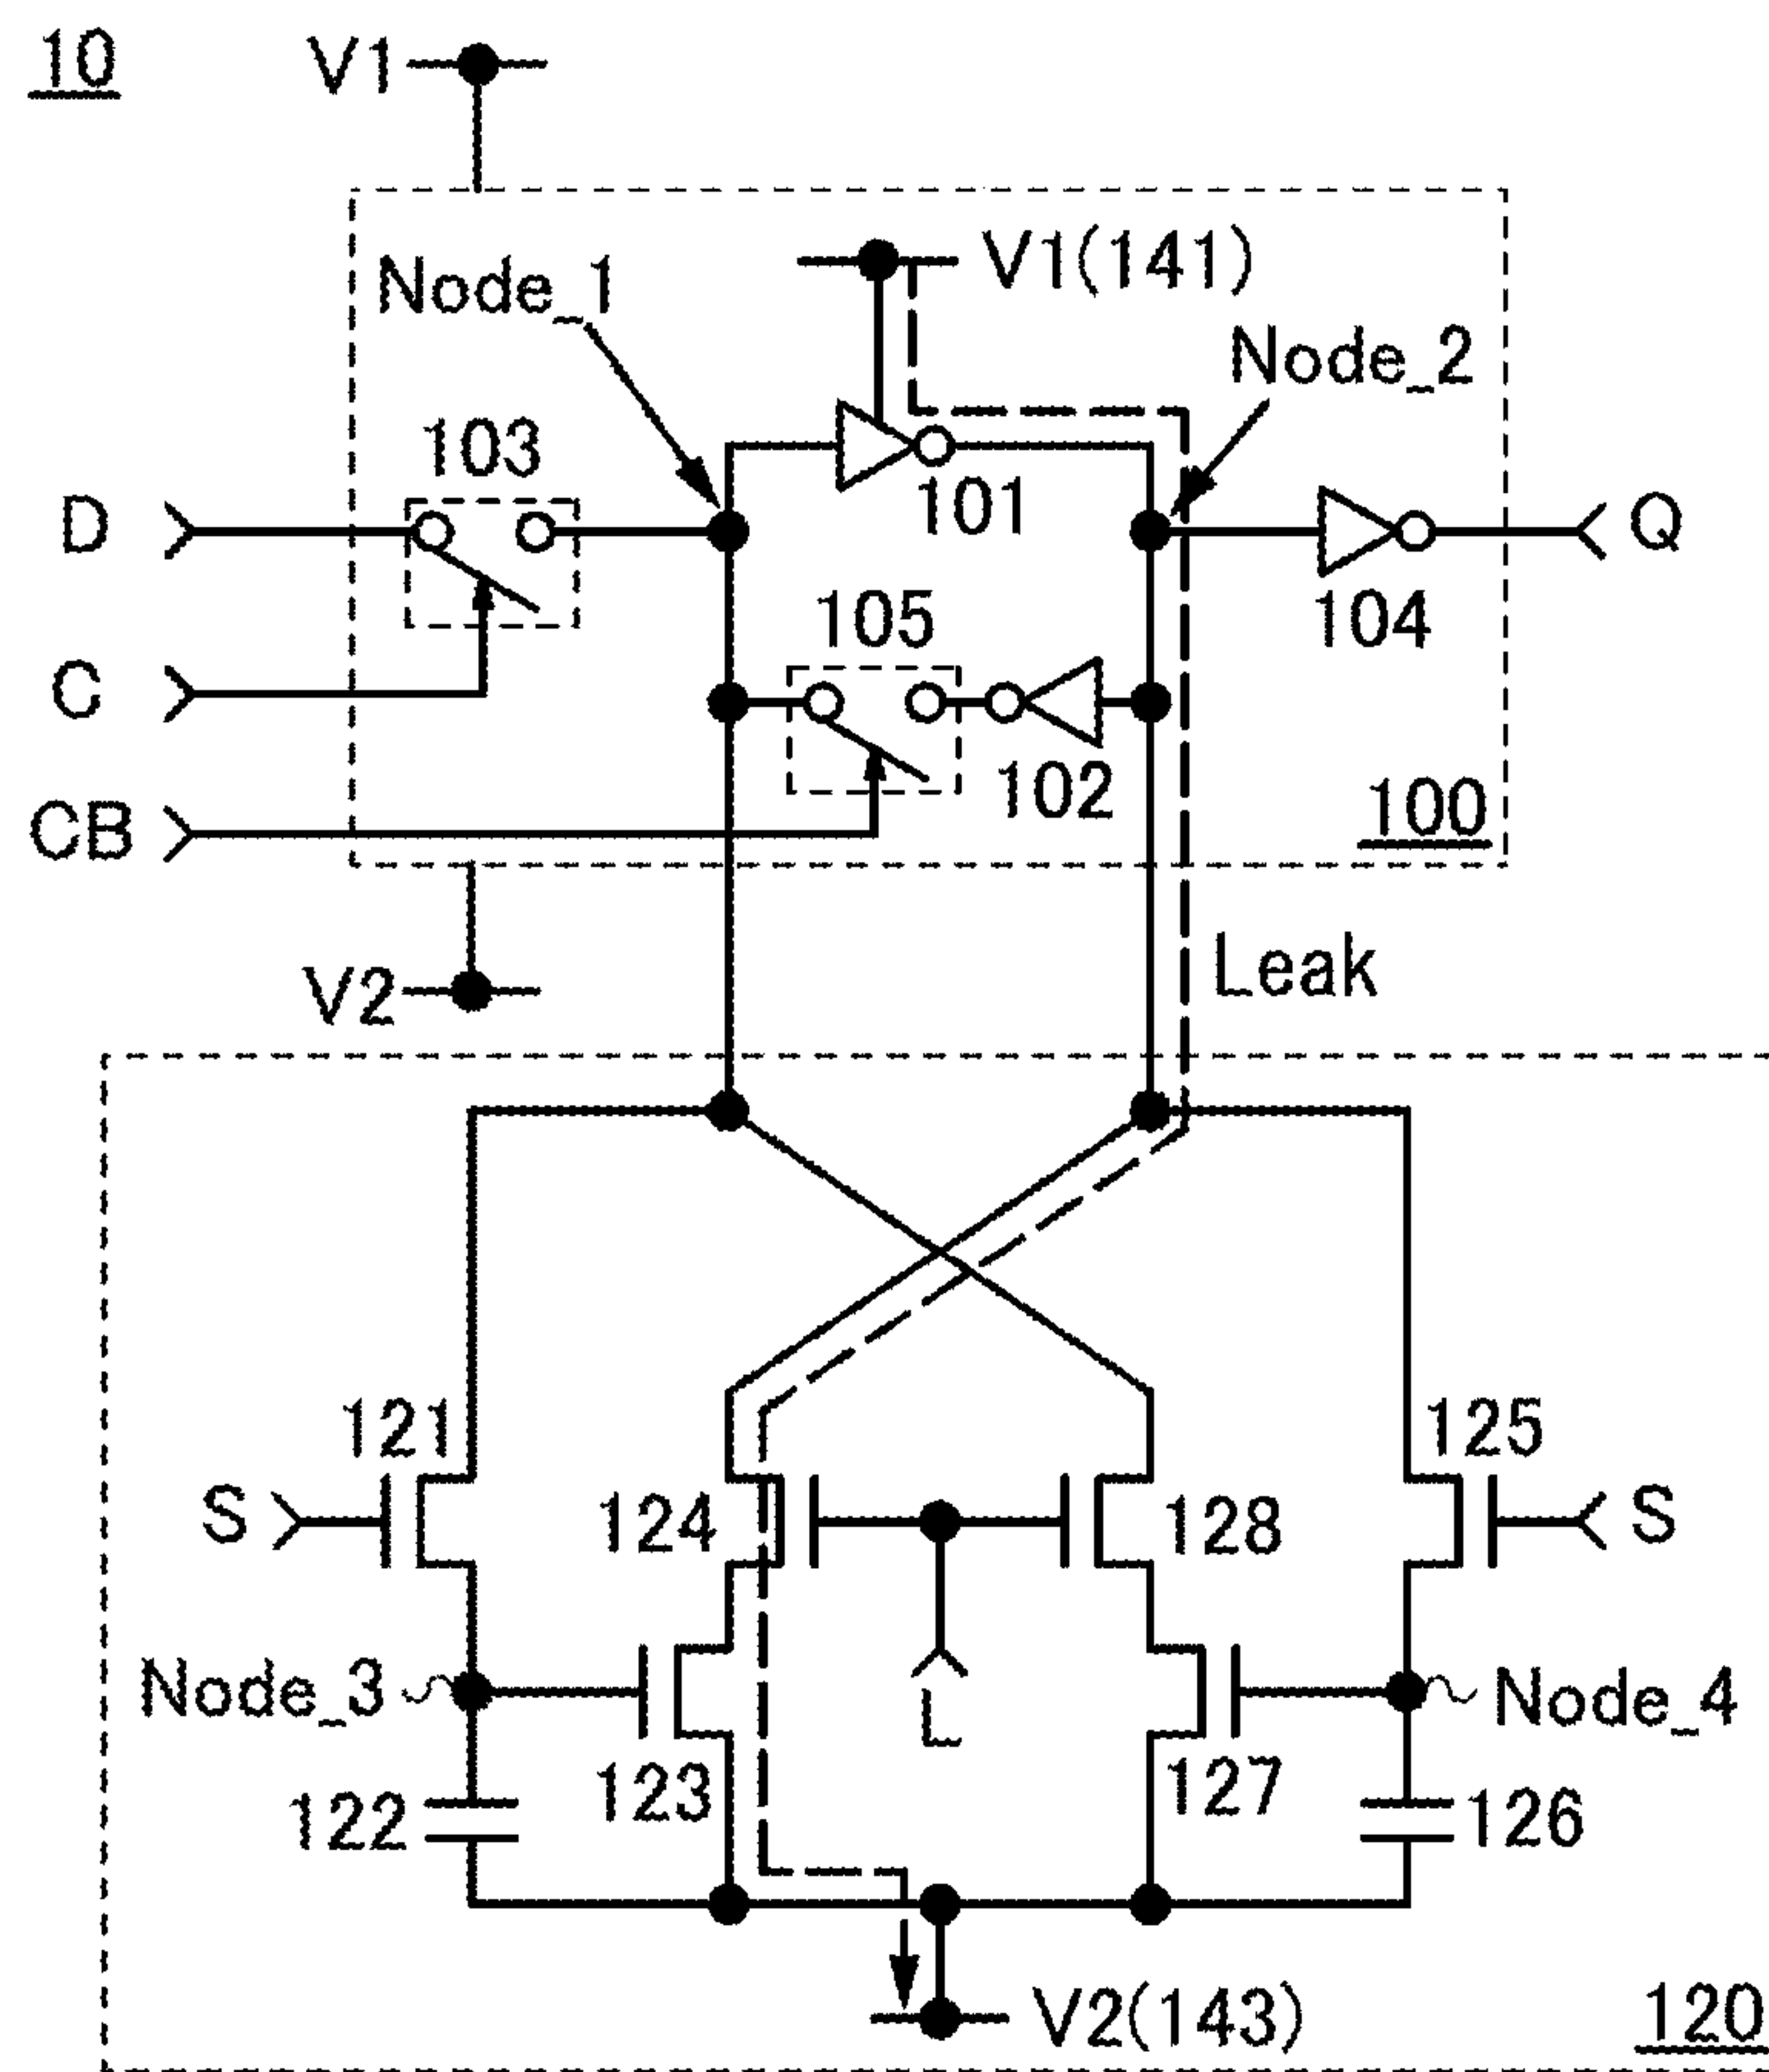 10
V1
V1(141)
Node_1
Node_2
103
101
D
Q
105
104
C
102
100
CB
Leak
V2
121
125
S
124
128
S
Node_3
L
Node_4
122
123
127
126
V2(143)
120